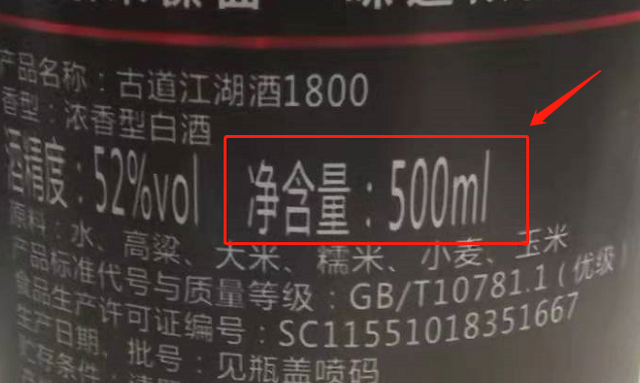 产品名称：古道江湖酒1800
香型：浓香型白酒
酒精度：52%vol 净含量：500ml
原料：水、高粱、大米、糯米、小麦、玉米
产品标准代号与质量等级：GB/T10781.1（优级）
食品生产许可证编号：SC11551018351667
生产日期、批号：见瓶盖喷码
贮存条件：